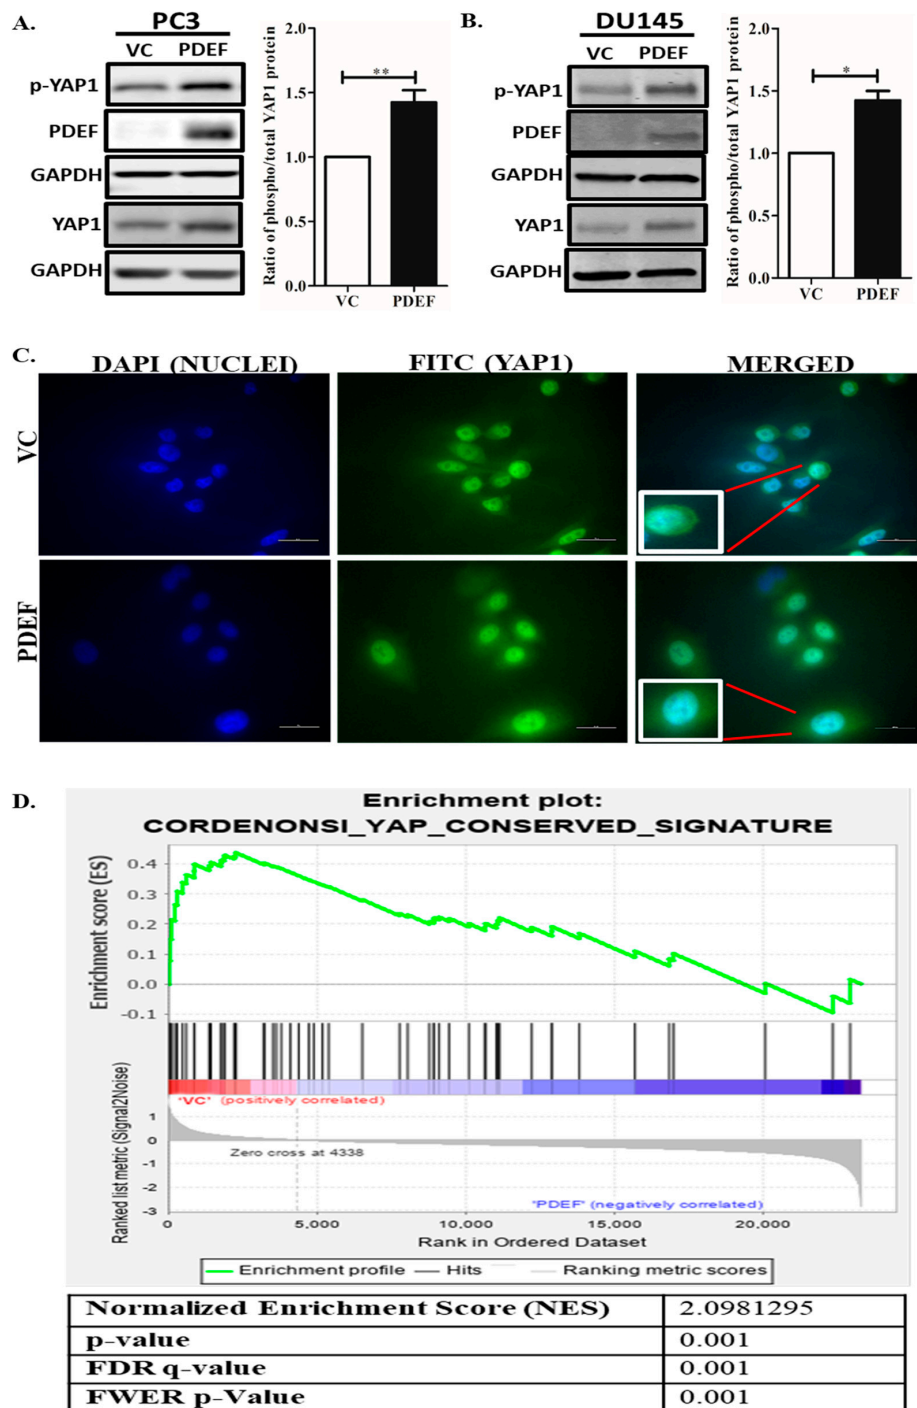 A.
PC3
VC PDEF
p-YAP1
PDEF
GAPDH
YAP1
GAPDH
Ratio of phospho/total YAP1 protein
2.0
1.5
1.0
0.5
0.0
**
VC PDEF
B.
DU145
VC PDEF
p-YAP1
PDEF
GAPDH
YAP1
GAPDH
Ratio of phospho/total YAP1 protein
2.0
1.5
1.0
0.5
0.0
*
VC PDEF
C.
DAPI (NUCLEI) FITC (YAP1) MERGED
VC
PDEF
D.
Enrichment plot:
CORDENONSI_YAP_CONSERVED_SIGNATURE
Enrichment score (ES)
0.4
0.3
0.2
0.1
0.0
-0.1
Ranked list metric (Signal2Noise)
"VC" (positively correlated)
1
0
-1
-2
-3
Zero cross at 4338
"PDEF" (negatively correlated)
0 5,000 10,000 15,000 20,000
Rank in Ordered Dataset
Enrichment profile Hits Ranking metric scores
Normalized Enrichment Score (NES) 2.0981295
p-value 0.001
FDR q-value 0.001
FWER p-Value 0.001